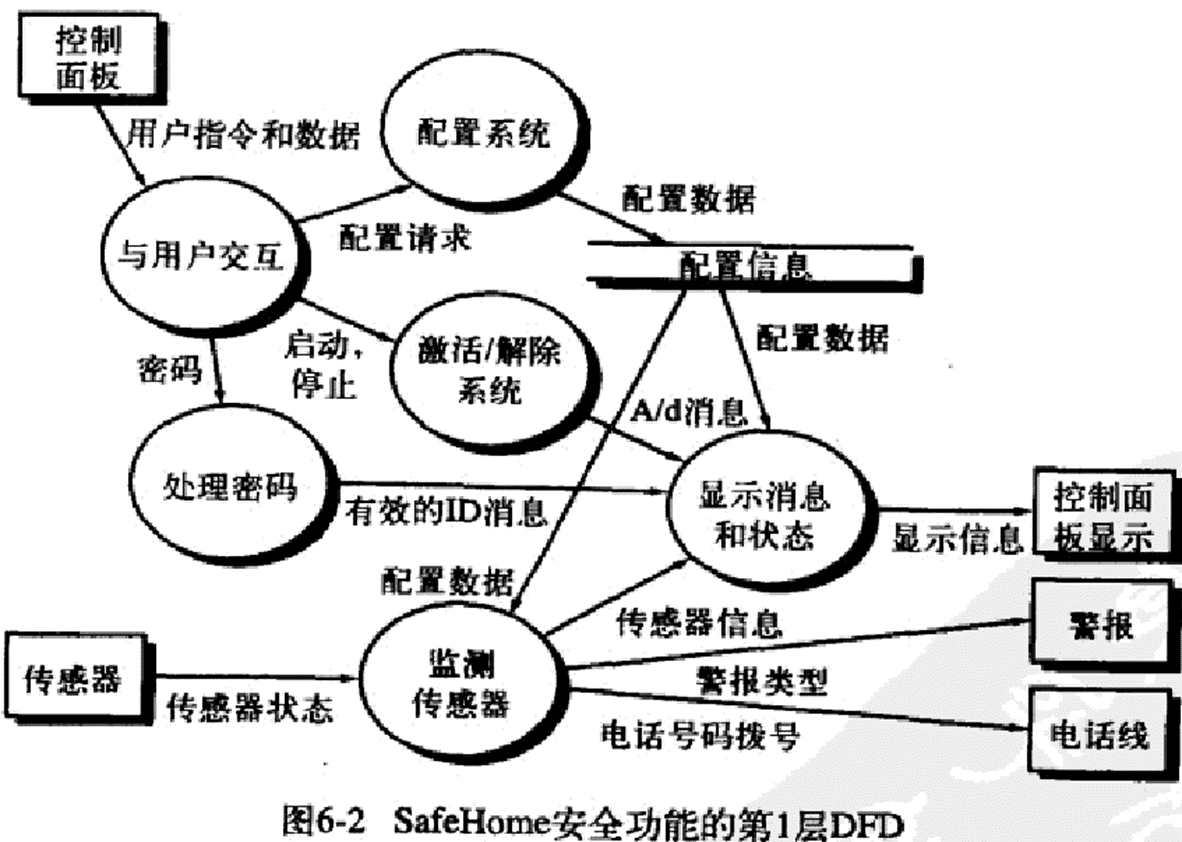 控制
面板
用户指令和数据
配置系统
配置数据
与用户交互
配置请求
配置信息
启动，
停止
激活/解除
系统
配置数据
密码
A/d消息
处理密码
有效的ID消息
显示消息
和状态
显示信息
控制面
板显示
配置数据
传感器信息
警报
传感器
传感器状态
监测
传感器
警报类型
电话号码拨号
电话线
图6-2 SafeHome安全功能的第1层DFD